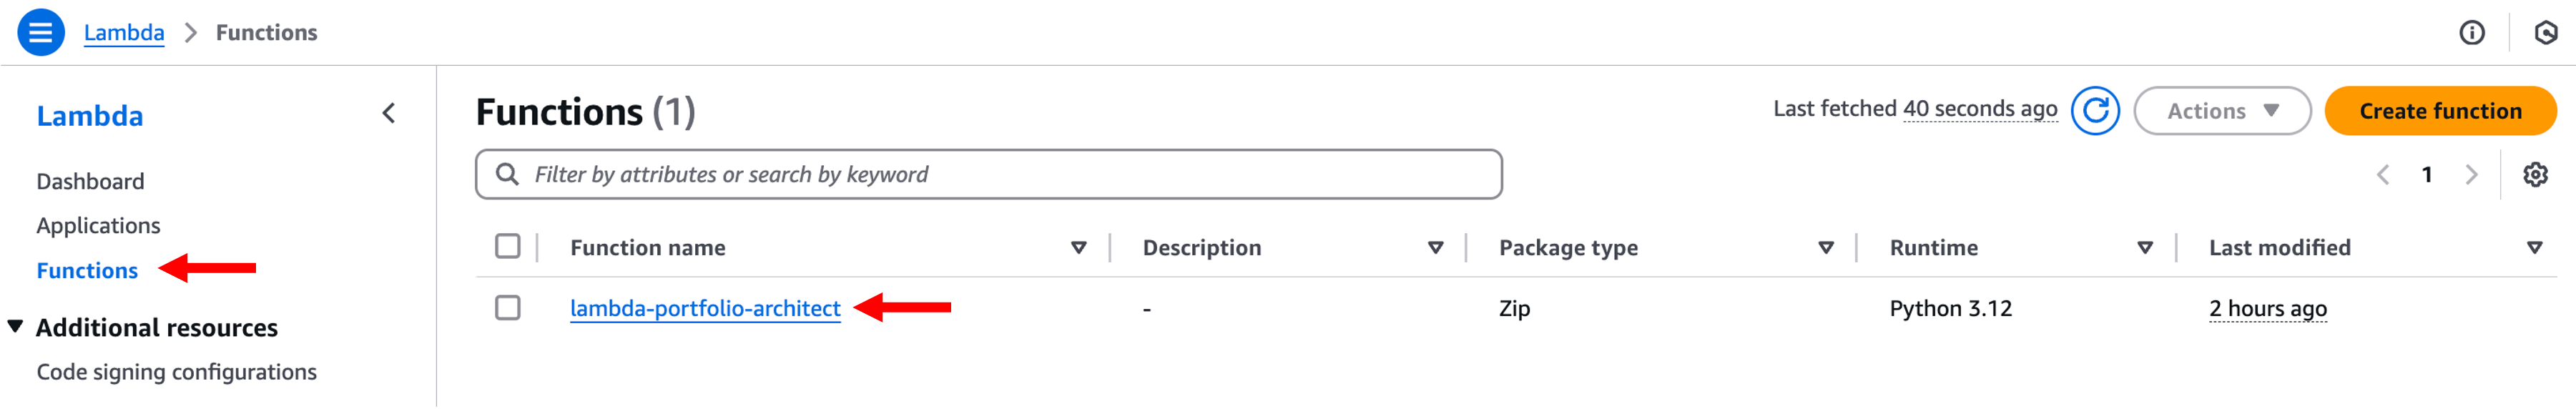 Lambda > Functions
Lambda
Dashboard
Applications
Functions
Additional resources
Code signing configurations
Functions (1)
Last fetched 40 seconds ago
Actions
Create function
Filter by attributes or search by keyword
1
Function name Description Package type Runtime Last modified
lambda-portfolio-architect - Zip Python 3.12 2 hours ago